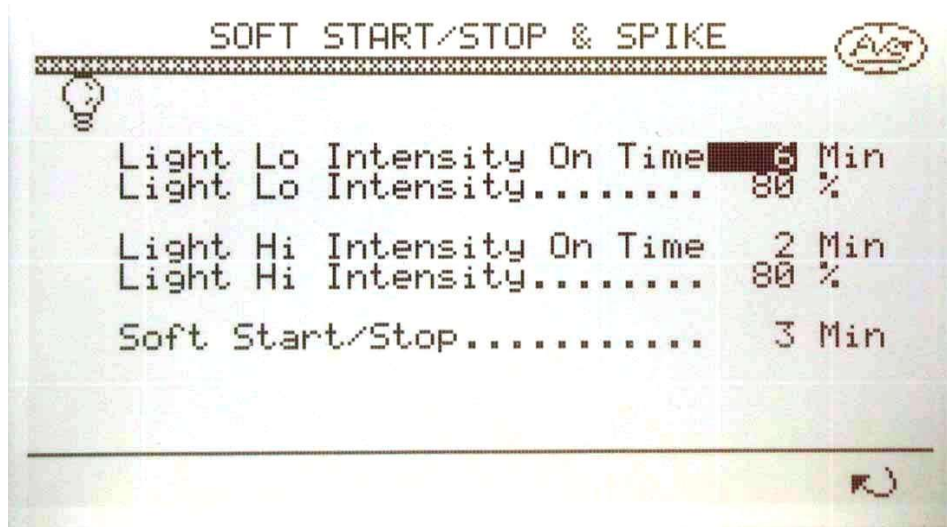 SOFT START/STOP & SPIKE
Light Lo Intensity On Time 6 Min
Light Lo Intensity........ 80 %
Light Hi Intensity On Time 2 Min
Light Hi Intensity........ 80 %
Soft Start/Stop........... 3 Min